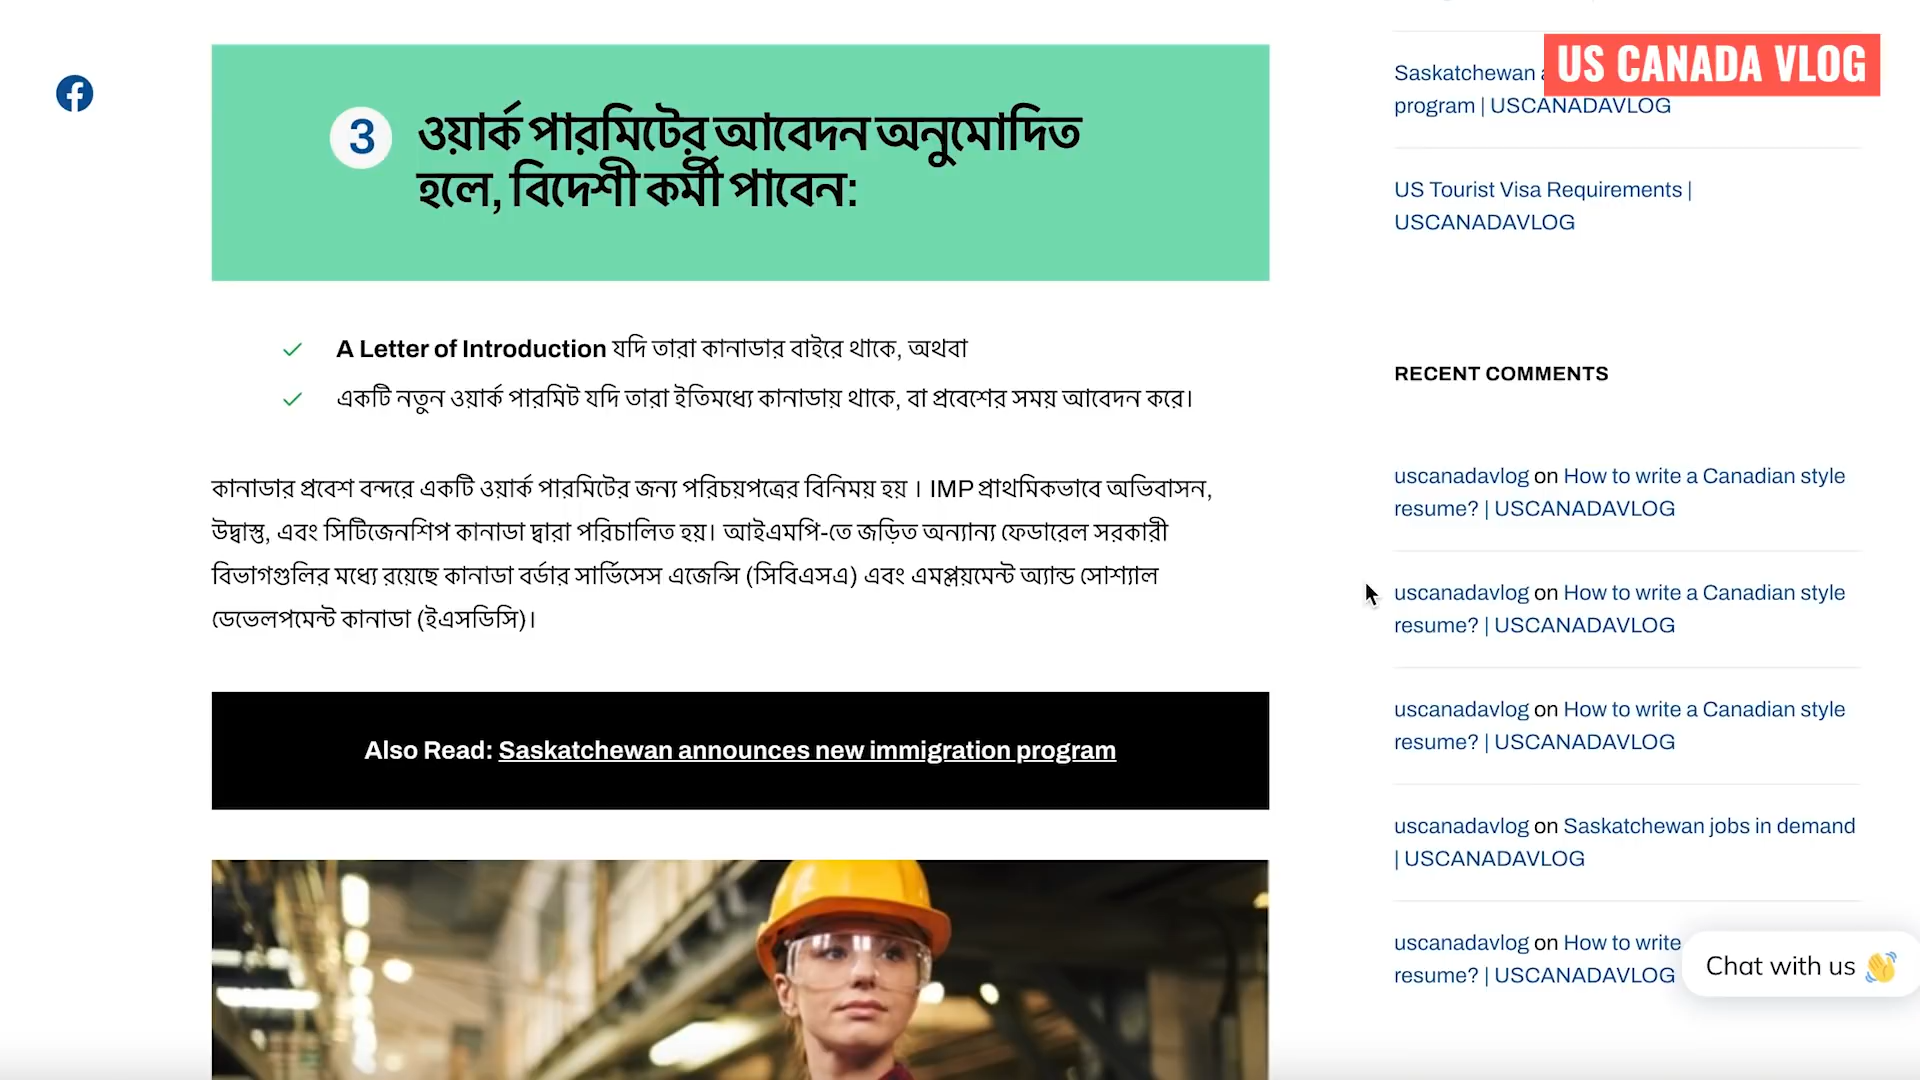 3 ওয়ার্ক পারমিটের আবেদন অনুমোদিত
হলে, বিদেশী কর্মী পাবেন:
A Letter of Introduction যদি তারা কানাডার বাইরে থাকে, অথবা
একটি নতুন ওয়ার্ক পারমিট যদি তারা ইতিমধ্যে কানাডায় থাকে, বা প্রবেশের সময় আবেদন করে।
কানাডার প্রবেশ বন্দরে একটি ওয়ার্ক পারমিটের জন্য পরিচয়পত্রের বিনিময় হয় । IMP প্রাথমিকভাবে অভিবাসন,
উদ্বাস্তু, এবং সিটিজেনশিপ কানাডা দ্বারা পরিচালিত হয়। আইএমপি-তে জড়িত অন্যান্য ফেডারেল সরকারী
বিভাগগুলির মধ্যে রয়েছে কানাডা বর্ডার সার্ভিসেস এজেন্সি (সিবিএসএ) এবং এমপ্লয়মেন্ট অ্যান্ড সোশ্যাল
ডেভেলপমেন্ট কানাডা (ইএসডিসি)।
Also Read: Saskatchewan announces new immigration program
US CANADA VLOG
Saskatchewan
program | USCANADAVLOG
US Tourist Visa Requirements |
USCANADAVLOG
RECENT COMMENTS
uscanadavlog on How to write a Canadian style
resume? | USCANADAVLOG
uscanadavlog on How to write a Canadian style
resume? | USCANADAVLOG
uscanadavlog on How to write a Canadian style
resume? | USCANADAVLOG
uscanadavlog on Saskatchewan jobs in demand
| USCANADAVLOG
uscanadavlog on How to write
resume? | USCANADAVLOG
Chat with us